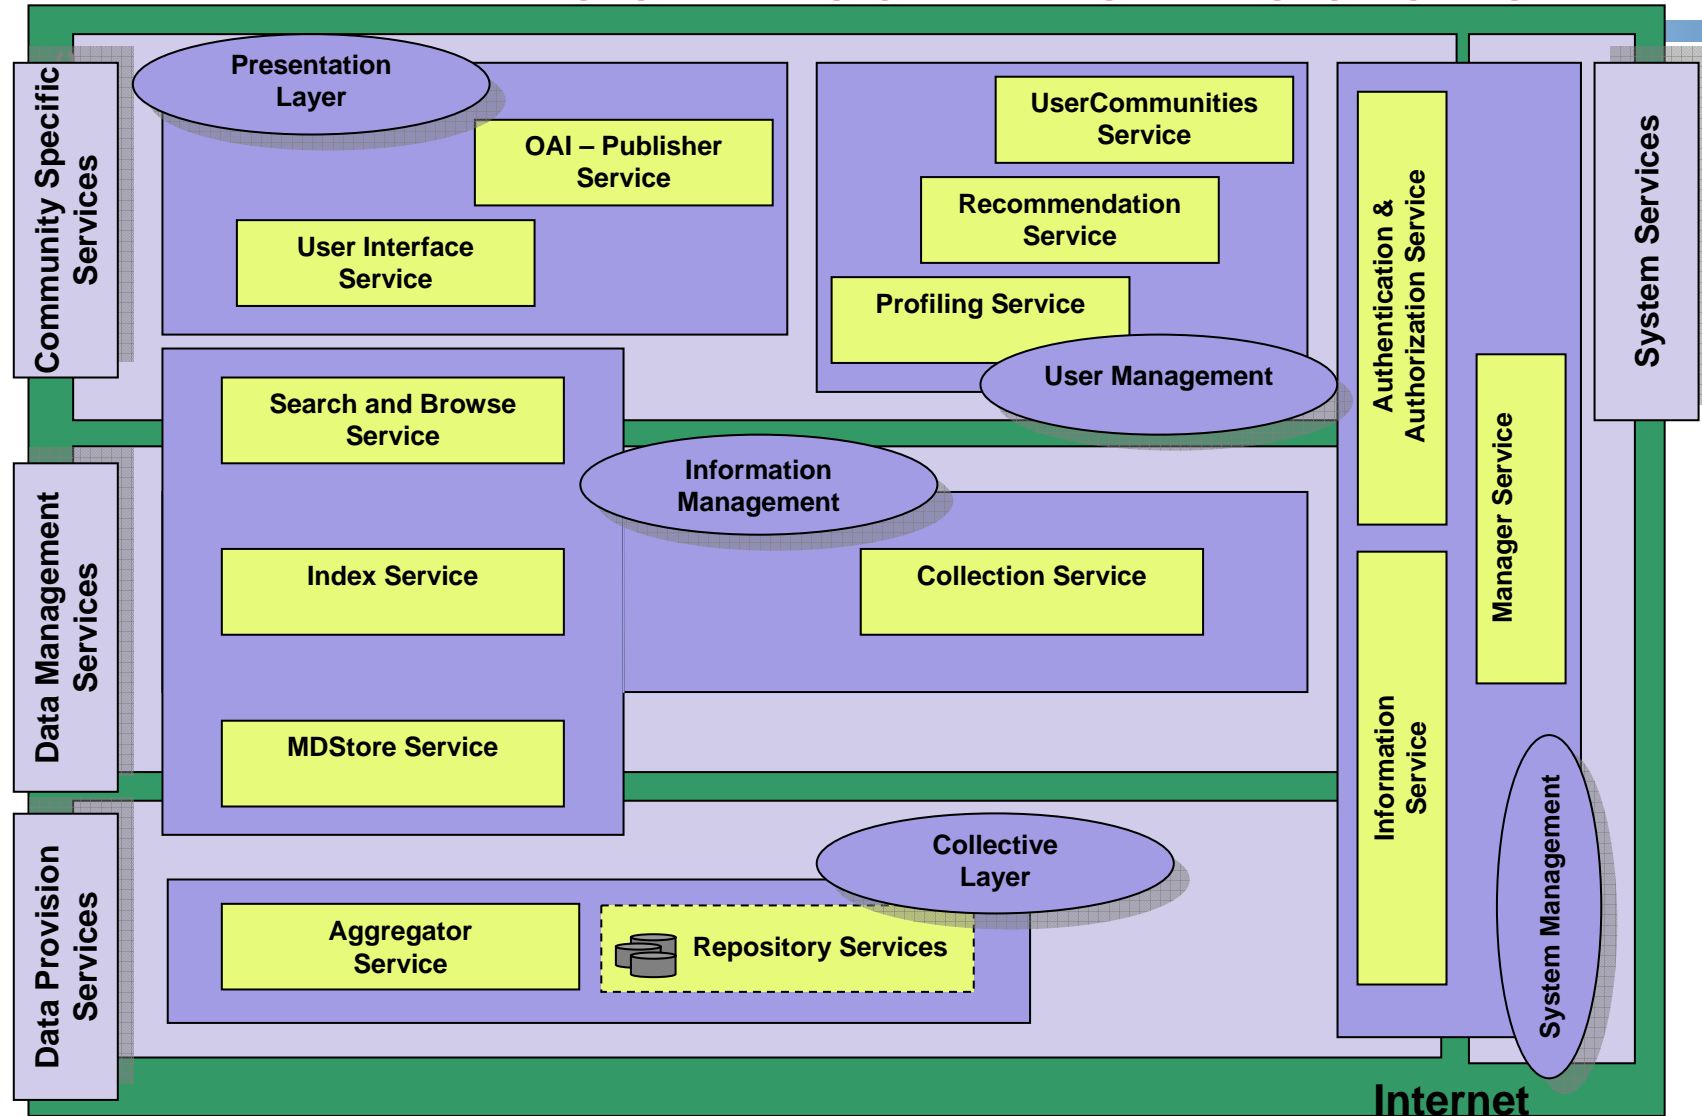 Presentation
Layer
OAI – Publisher
Service
User Interface
Service
UserCommunities
Service
Recommendation
Service
Profiling Service
User Management
Community Specific
Services
Search and Browse
Service
Information
Management
Index Service
Collection Service
MDStore Service
Data Management
Services
Collective
Layer
Aggregator
Service
Repository Services
Data Provision
Services
Authentication &
Authorization Service
Manager Service
Information
Service
System Management
System Services
Internet